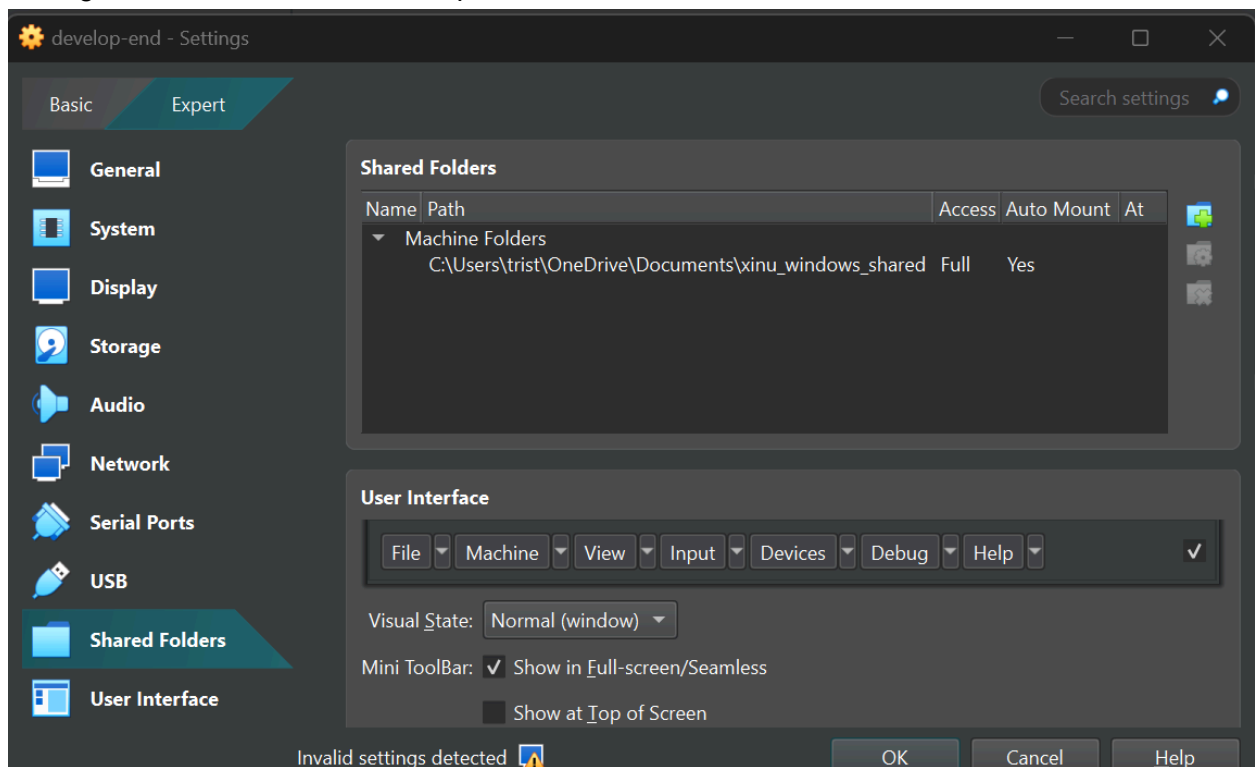 develop-end - Settings
Basic Expert Search settings
General
System
Display
Storage
Audio
Network
Serial Ports
USB
Shared Folders
User Interface
Shared Folders
Name Path Access Auto Mount At
Machine Folders
C:\Users\trist\OneDrive\Documents\xinu_windows_shared Full Yes
User Interface
File Machine View Input Devices Debug Help
Visual State: Normal (window)
Mini ToolBar: Show in Full-screen/Seamless
Show at Top of Screen
Invalid settings detected OK Cancel Help